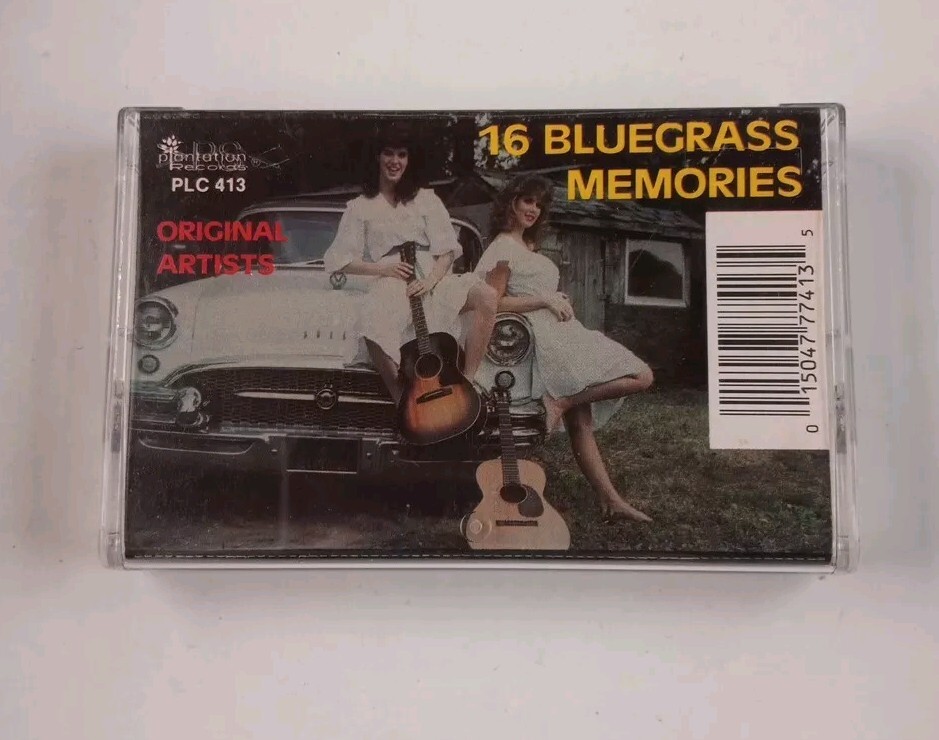 plantation
Records
PLC 413
ORIGINAL
ARTISTS
16 BLUEGRASS
MEMORIES
0 15047 77413 5